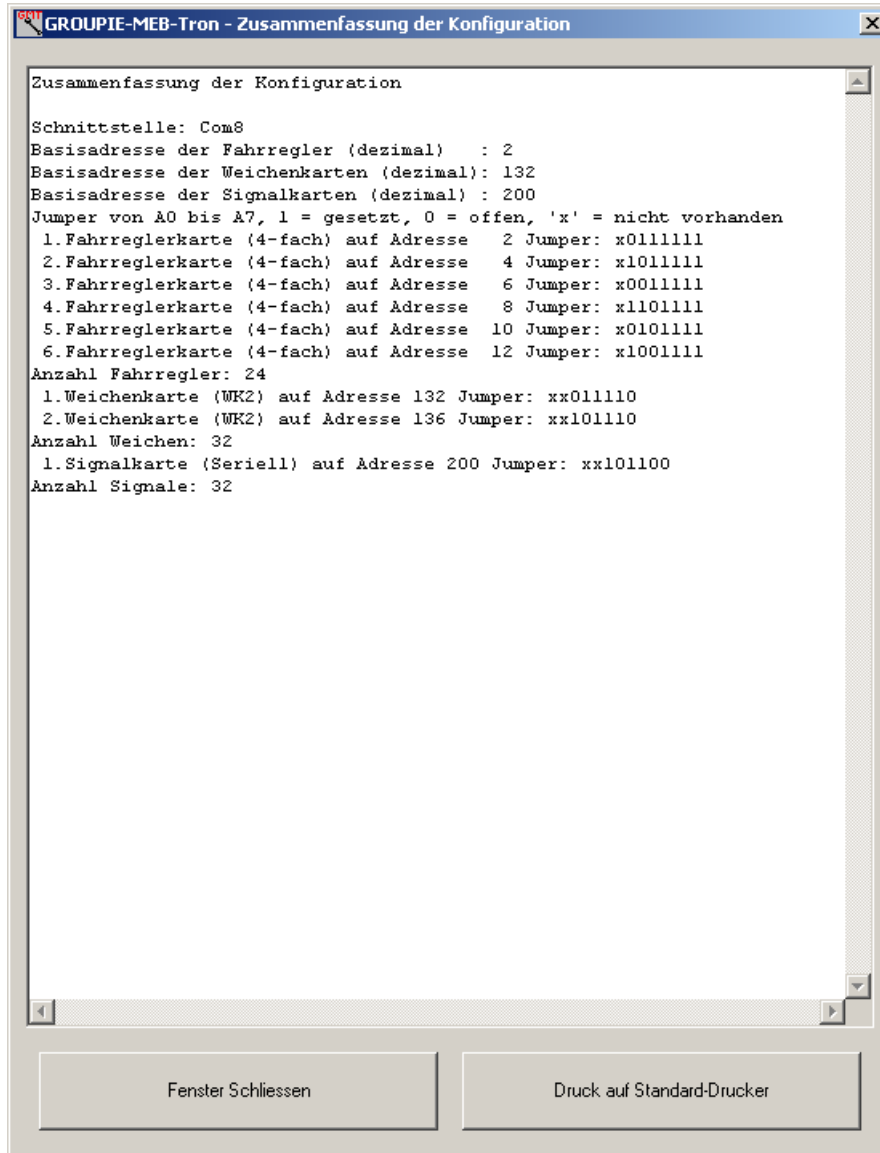 GEIT GROUPIE-MEB-Tron - Zusammenfassung der Konfiguration
Zusammenfassung der Konfiguration
Schnittstelle: Com8
Basisadresse der Fahrregler (dezimal)   : 2
Basisadresse der Weichenkarten (dezimal): 132
Basisadresse der Signalkarten (dezimal) : 200
Jumper von A0 bis A7, 1 = gesetzt, 0 = offen, 'x' = nicht vorhanden
1.Fahrreglerkarte (4-fach) auf Adresse   2 Jumper: x0111111
2.Fahrreglerkarte (4-fach) auf Adresse   4 Jumper: x1011111
3.Fahrreglerkarte (4-fach) auf Adresse   6 Jumper: x0011111
4.Fahrreglerkarte (4-fach) auf Adresse   8 Jumper: x1101111
5.Fahrreglerkarte (4-fach) auf Adresse  10 Jumper: x0101111
6.Fahrreglerkarte (4-fach) auf Adresse  12 Jumper: x1001111
Anzahl Fahrregler: 24
1.Weichenkarte (WK2) auf Adresse 132 Jumper: xx011110
2.Weichenkarte (WK2) auf Adresse 136 Jumper: xx101110
Anzahl Weichen: 32
1.Signalkarte (Seriell) auf Adresse 200 Jumper: xx101100
Anzahl Signale: 32
Fenster Schliessen
Druck auf Standard-Drucker